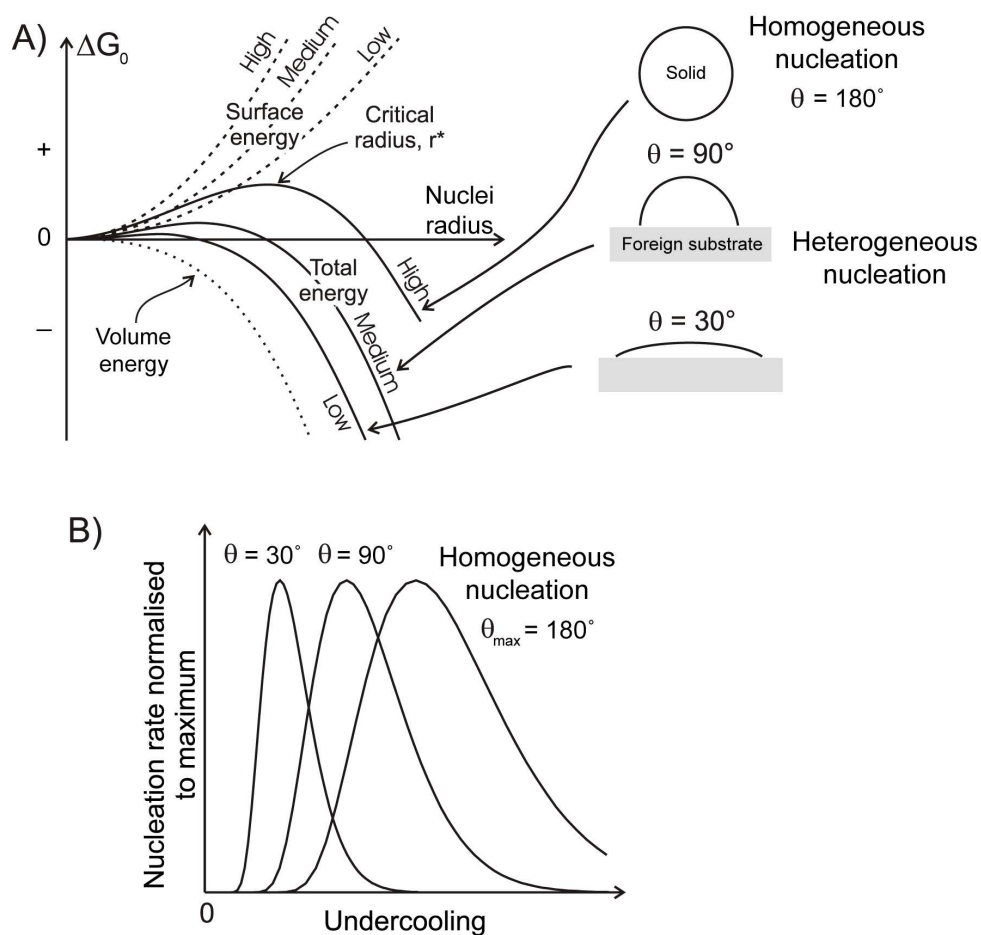 A)
ΔG₀
High
Medium
Low
Surface
energy
Critical
radius, r*
+
0
–
Nuclei
radius
Total
energy
High
Medium
Low
Volume
energy
Solid
Homogeneous
nucleation
θ = 180°
θ = 90°
Foreign substrate
Heterogeneous
nucleation
θ = 30°
B)
Nucleation rate normalised
to maximum
θ = 30°
θ = 90°
Homogeneous
nucleation
θmax = 180°
0
Undercooling